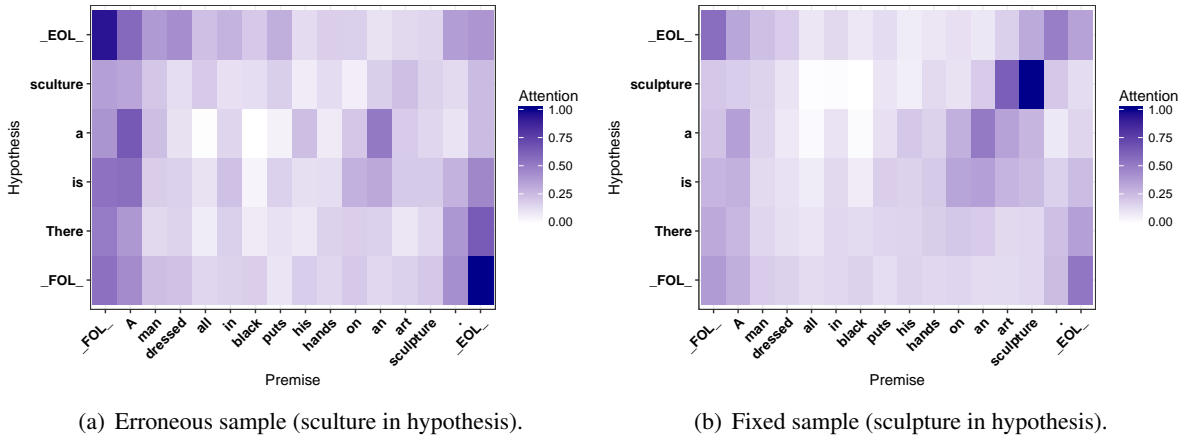 _EOL_
sculture
a
is
There
_FOL_
Hypothesis
_FOL_
A
man
dressed
all
in
black
puts
his
hands
on
an
art
sculpture
.
_EOL_
Premise
Attention
1.00
0.75
0.50
0.25
0.00
(a) Erroneous sample (sculture in hypothesis).
_EOL_
sculpture
a
is
There
_FOL_
Hypothesis
_FOL_
A
man
dressed
all
in
black
puts
his
hands
on
an
art
sculpture
.
_EOL_
Premise
Attention
1.00
0.75
0.50
0.25
0.00
(b) Fixed sample (sculpture in hypothesis).